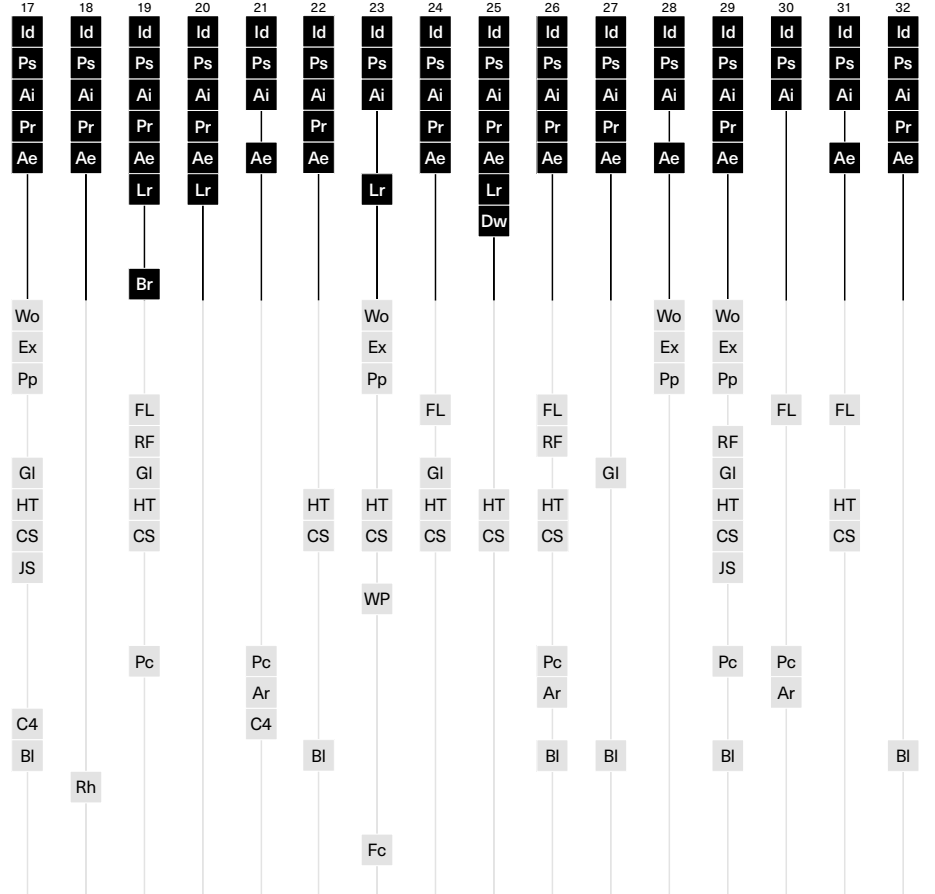 17 18 19 20 21 22 23 24 25 26 27 28 29 30 31 32
Id Id Id Id Id Id Id Id Id Id Id Id Id Id Id Id
Ps Ps Ps Ps Ps Ps Ps Ps Ps Ps Ps Ps Ps Ps Ps Ps
Ai Ai Ai Ai Ai Ai Ai Ai Ai Ai Ai Ai Ai Ai Ai Ai
Pr Pr Pr Pr Pr Pr Pr Pr Pr Pr Pr
Ae Ae Ae Ae Ae Ae Ae Ae Ae Ae Ae Ae Ae Ae
Lr Lr Lr Lr
Dw
Br
Wo Wo Wo Wo
Ex Ex Ex Ex
Pp Pp Pp Pp
FL FL FL FL FL
RF RF RF
GI GI GI GI GI
HT HT HT HT HT HT HT HT HT
CS CS CS CS CS CS CS CS CS
JS JS
WP
Pc Pc Pc Pc Pc
Ar Ar Ar
C4 C4
Bl Bl Bl Bl Bl Bl
Rh
Fc